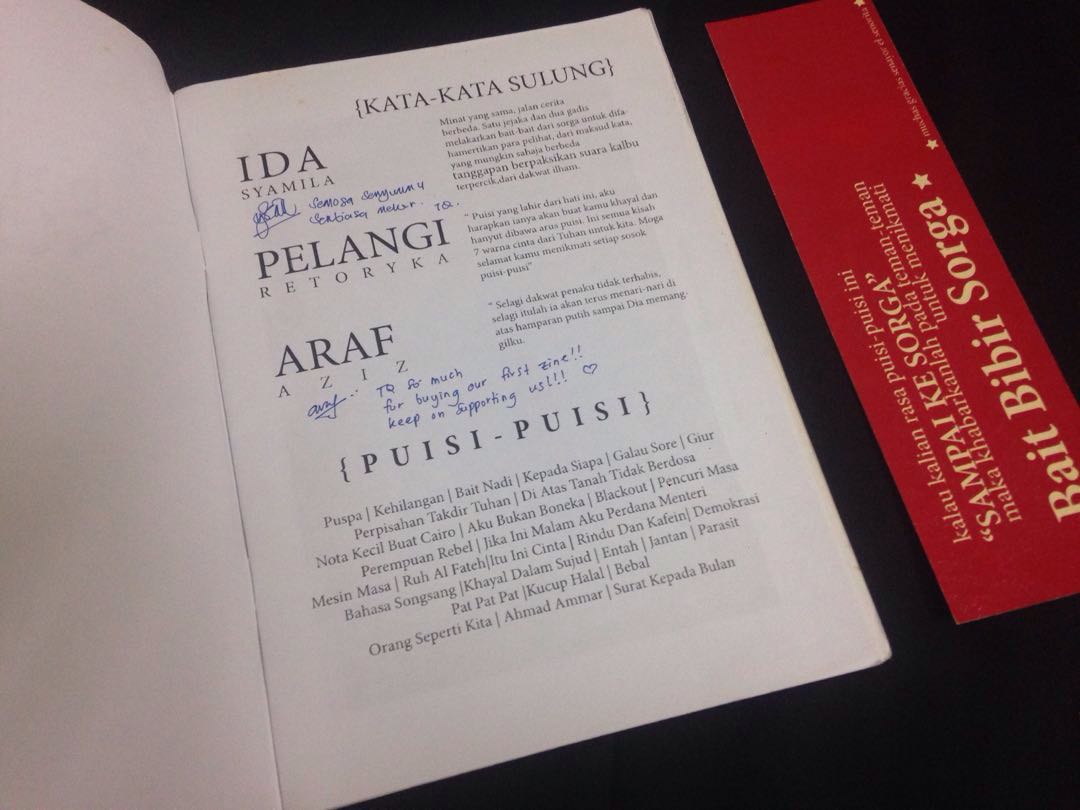 {KATA-KATA SULUNG}
Minat yang sama, jalan cerita
berbeda. Satu jejaka dan dua gadis
melakarkan bait-bait dari sorga untuk difa-
hamertikan para pelihat, dari maksud kata,
yang mungkin sahaja berbeda
tanggapan berpaksikan suara kalbu
terpercik,dari dakwat ilham.
IDA
SYAMILA
semoga senyummu
sentiasa mekar. TQ.
PELANGI
RETORYKA
" Puisi yang lahir dari hati ini, aku
harapkan ianya akan buat kamu khayal dan
hanyut dibawa arus puisi. Ini semua kisah
7 warna cinta dari Tuhan untuk kita. Moga
selamat kamu menikmati setiap sosok
puisi-puisi"
ARAF
AZIZ
" Selagi dakwat penaku tidak terhabis,
selagi itulah ia akan terus menari-nari di
atas hamparan putih sampai Dia memang.
gilku.
TQ so much
for buying our first zine!!
keep on supporting us!!! ♡
{PUISI-PUISI}
Puspa | Kehilangan | Bait Nadi | Kepada Siapa | Galau Sore | Giur
Perpisahan Takdir Tuhan | Di Atas Tanah Tidak Berdosa
Nota Kecil Buat Cairo | Aku Bukan Boneka | Blackout | Pencuri Masa
Perempuan Rebel | Jika Ini Malam Aku Perdana Menteri
Mesin Masa | Ruh Al Fateh|Itu Ini Cinta | Rindu Dan Kafein| Demokrasi
Bahasa Songsang |Khayal Dalam Sujud | Entah | Jantan | Parasit
Pat Pat Pat |Kucup Halal | Bebal
Orang Seperti Kita | Ahmad Ammar | Surat Kepada Bulan
kalau kalian rasa puisi-puisi ini
"SAMPAI KE SORGA"
maka khabarkanlah pada teman-teman
untuk menikmati
Bait Bibir Sorga ★
★ muchas gracias senayor el senorita ★